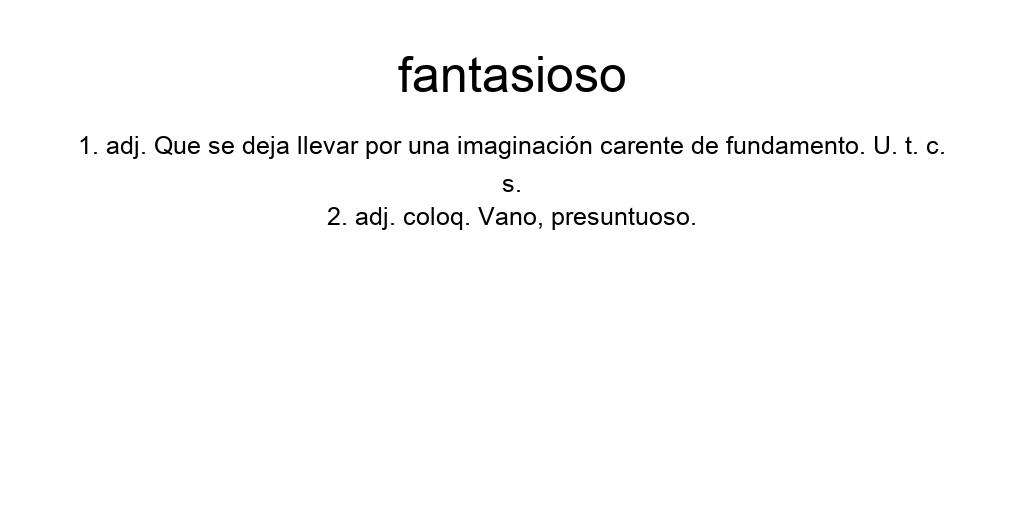 fantasioso
1. adj. Que se deja llevar por una imaginación carente de fundamento. U. t. c.
s.
2. adj. coloq. Vano, presuntuoso.